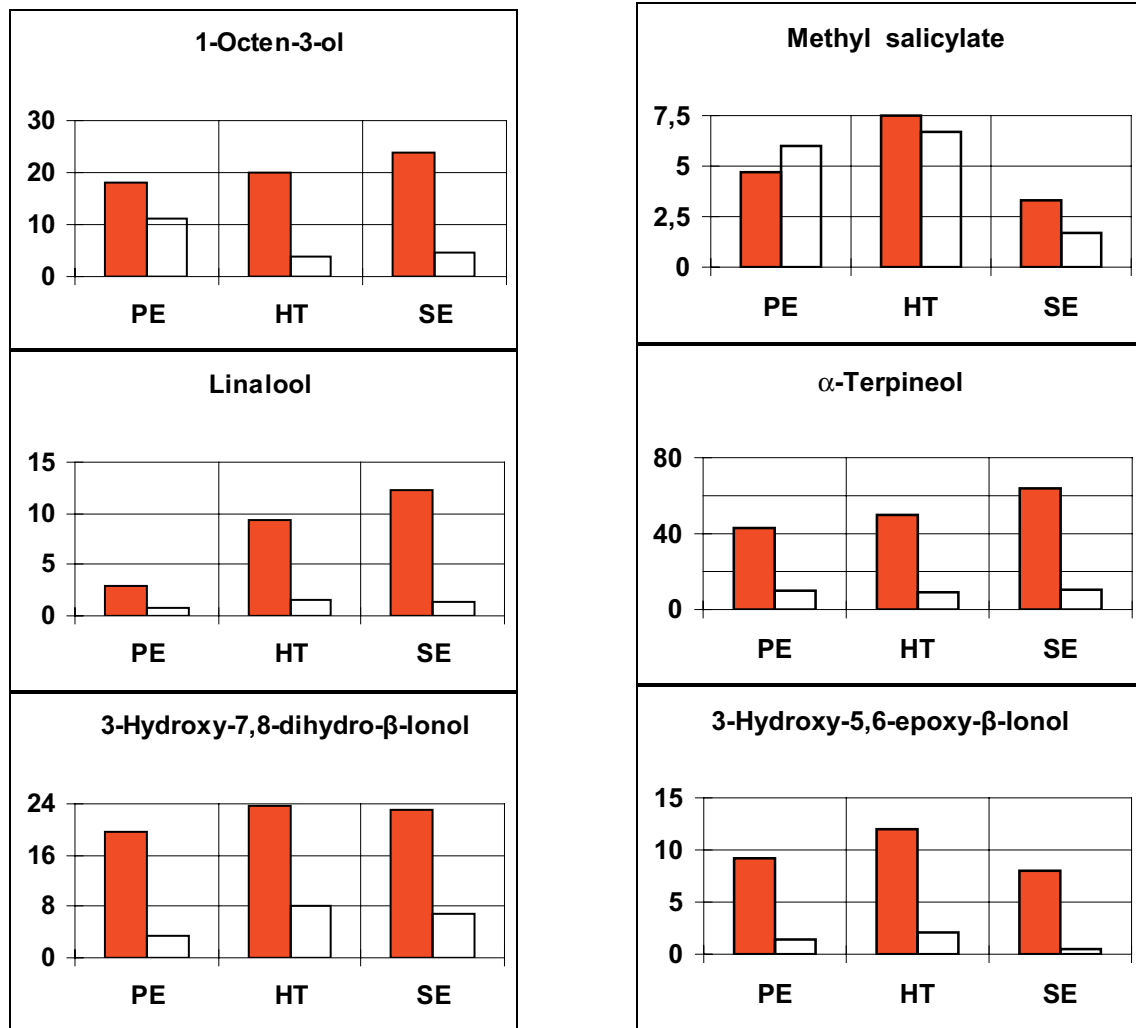 1-Octen-3-ol
30
20
10
0
PE HT SE
Methyl salicylate
7,5
5
2,5
0
PE HT SE
Linalool
15
10
5
0
PE HT SE
α-Terpineol
80
40
0
PE HT SE
3-Hydroxy-7,8-dihydro-β-Ionol
24
16
8
0
PE HT SE
3-Hydroxy-5,6-epoxy-β-Ionol
15
10
5
0
PE HT SE